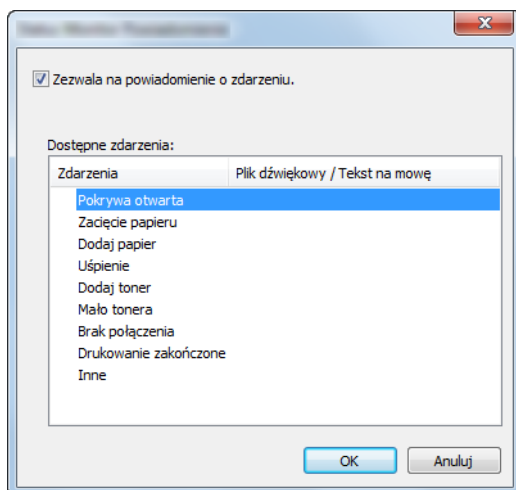 Zezwala na powiadomienie o zdarzeniu.
Dostępne zdarzenia:
Zdarzenia Plik dźwiękowy / Tekst na mowę
Pokrywa otwarta
Zacięcie papieru
Dodaj papier
Uśpienie
Dodaj toner
Mało tonera
Brak połączenia
Drukowanie zakończone
Inne
OK Anuluj